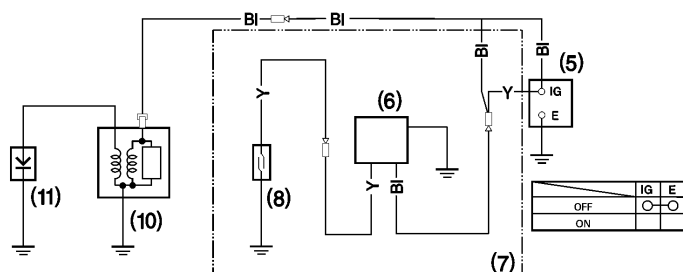 Bl Bl
Bl Bl
(5)
Y
IG
E
Y
(6)
(11)
(10)
(8)
Y
Bl
(7)
IG E
OFF
ON